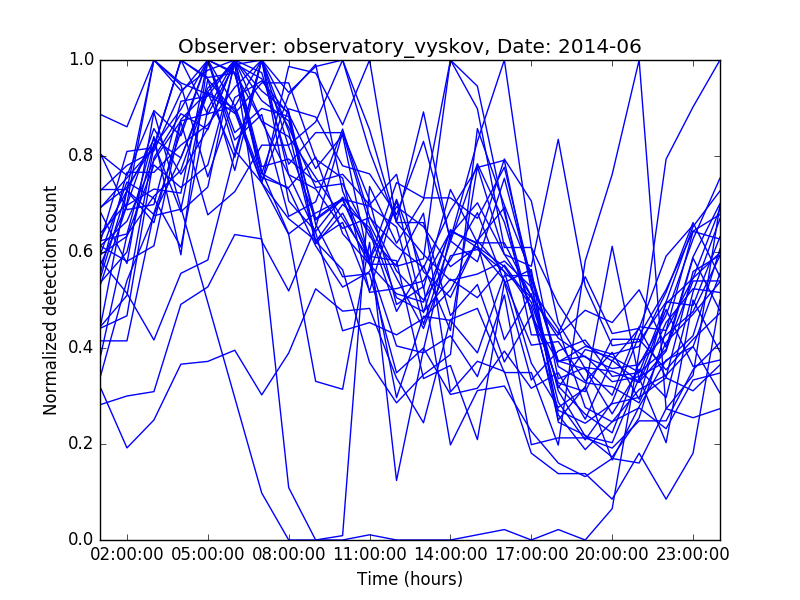 Observer: observatory_vyskov, Date: 2014-06
1.0
0.8
0.6
0.4
0.2
0.0
Normalized detection count
02:00:00 05:00:00 08:00:00 11:00:00 14:00:00 17:00:00 20:00:00 23:00:00
Time (hours)